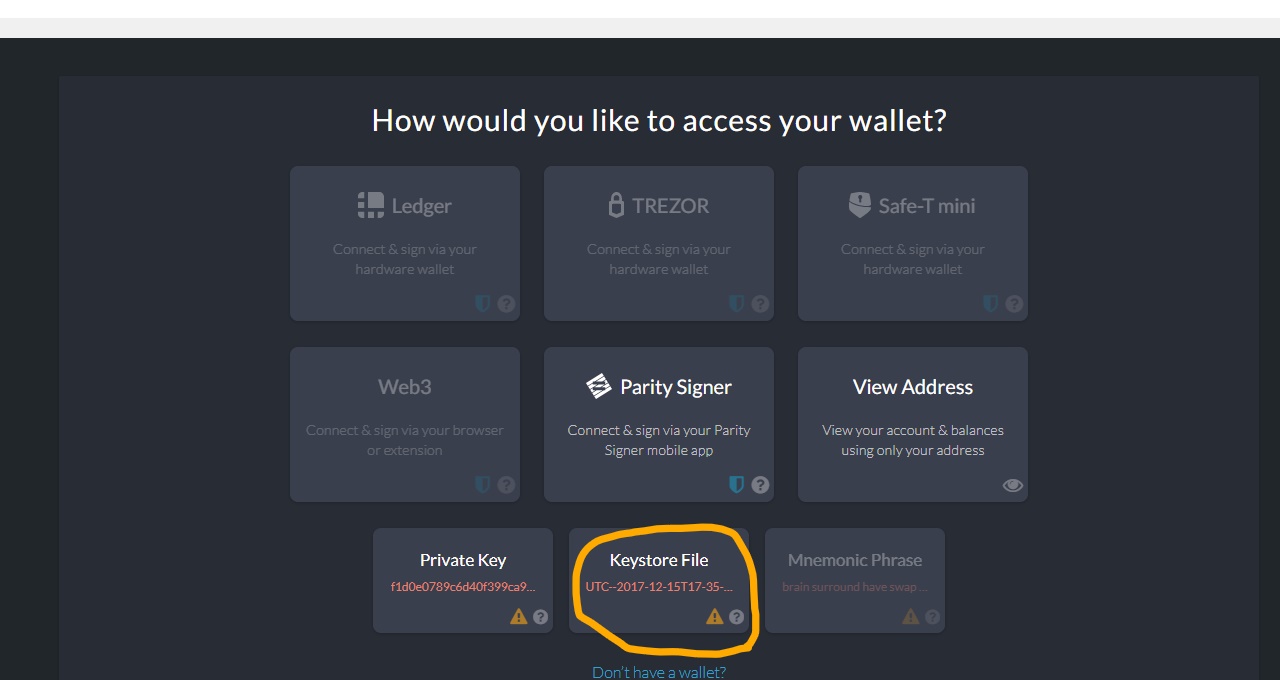 How would you like to access your wallet?
Ledger
Connect & sign via your
hardware wallet
TREZOR
Connect & sign via your
hardware wallet
Safe-T mini
Connect & sign via your
hardware wallet
Web3
Connect & sign via your browser
or extension
Parity Signer
Connect & sign via your Parity
Signer mobile app
View Address
View your account & balances
using only your address
Private Key
f1d0e0789c6d40f399ca9...
Keystore File
UTC--2017-12-15T17-35-...
Mnemonic Phrase
brain surround have swap ...
Don't have a wallet?